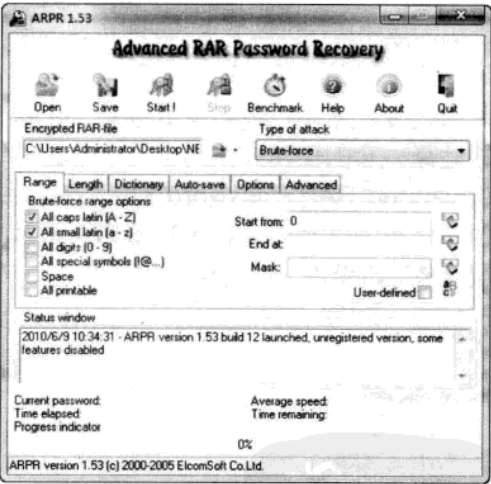 ARPR 1.53
Advanced RAR Password Recovery
Open Save Start! Stop Benchmark Help About Quit
Encrypted RAR-file Type of attack
C:\Users\Administrator\Desktop\NE Brute-force
Range Length Dictionary Auto-save Options Advanced
Brute-force range options
All caps latin (A - Z) Start from: 0
All small latin (a - z)
All digits (0 - 9) End at:
All special symbols (!@...) Mask:
Space
All printable User-defined
Status window
2010/6/9 10:34:31 - ARPR version 1.53 build 12 launched, unregistered version, some
features disabled
Current password: Average speed:
Time elapsed: Time remaining:
Progress indicator
0%
ARPR version 1.53 (c) 2000-2005 ElcomSoft Co.Ltd.